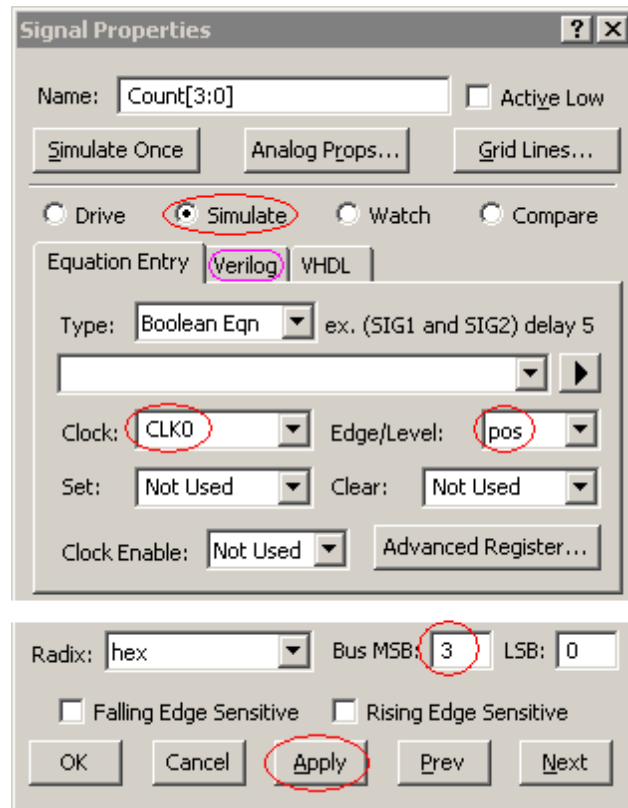 Signal Properties
Name: Count[3:0] Active Low
Simulate Once Analog Props... Grid Lines...
Drive Simulate Watch Compare
Equation Entry Verilog VHDL
Type: Boolean Eqn ex. (SIG1 and SIG2) delay 5
Clock: CLK0 Edge/Level: pos
Set: Not Used Clear: Not Used
Clock Enable: Not Used Advanced Register...
Radix: hex Bus MSB: 3 LSB: 0
Falling Edge Sensitive Rising Edge Sensitive
OK Cancel Apply Prev Next